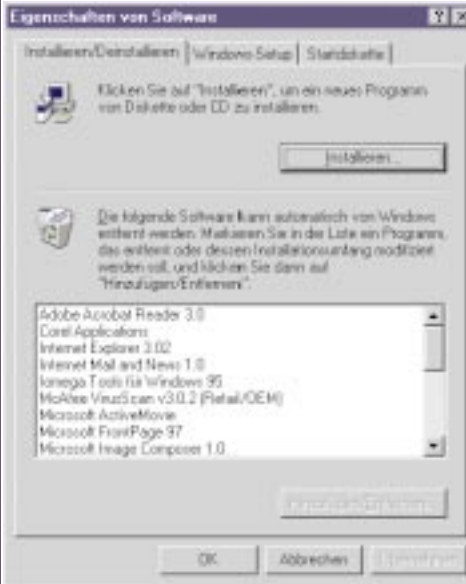 Eigenschaften von Software
Installieren/Deinstallieren
Windows-Setup
Startdiskette
Klicken Sie auf "Installieren", um ein neues Programm
von Diskette oder CD zu installieren.
Installieren...
Die folgende Software kann automatisch von Windows
entfernt werden. Markieren Sie in der Liste ein Programm,
das entfernt oder dessen Installationsumfang modifiziert
werden soll, und klicken Sie dann auf
"Hinzufügen/Entfernen".
Adobe Acrobat Reader 3.0
Corel Applications
Internet Explorer 3.02
Internet Mail and News 1.0
Iomega Tools für Windows 95
McAfee VirusScan v3.0.2 (Retail/OEM)
Microsoft ActiveMovie
Microsoft FrontPage 97
Microsoft Image Composer 1.0
Hinzufügen/Entfernen...
OK
Abbrechen
Übernehmen